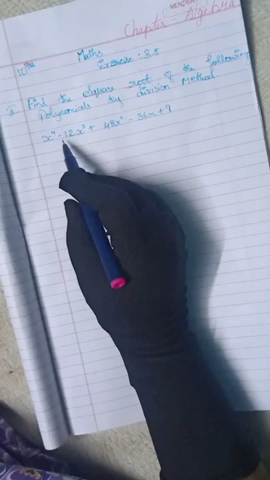 Chapter Algebra
10th Maths
Exercise : 3.8
Find the square root of the following
polynomials by division Method
x⁴ - 12x³ + 42x² - 36x + 9